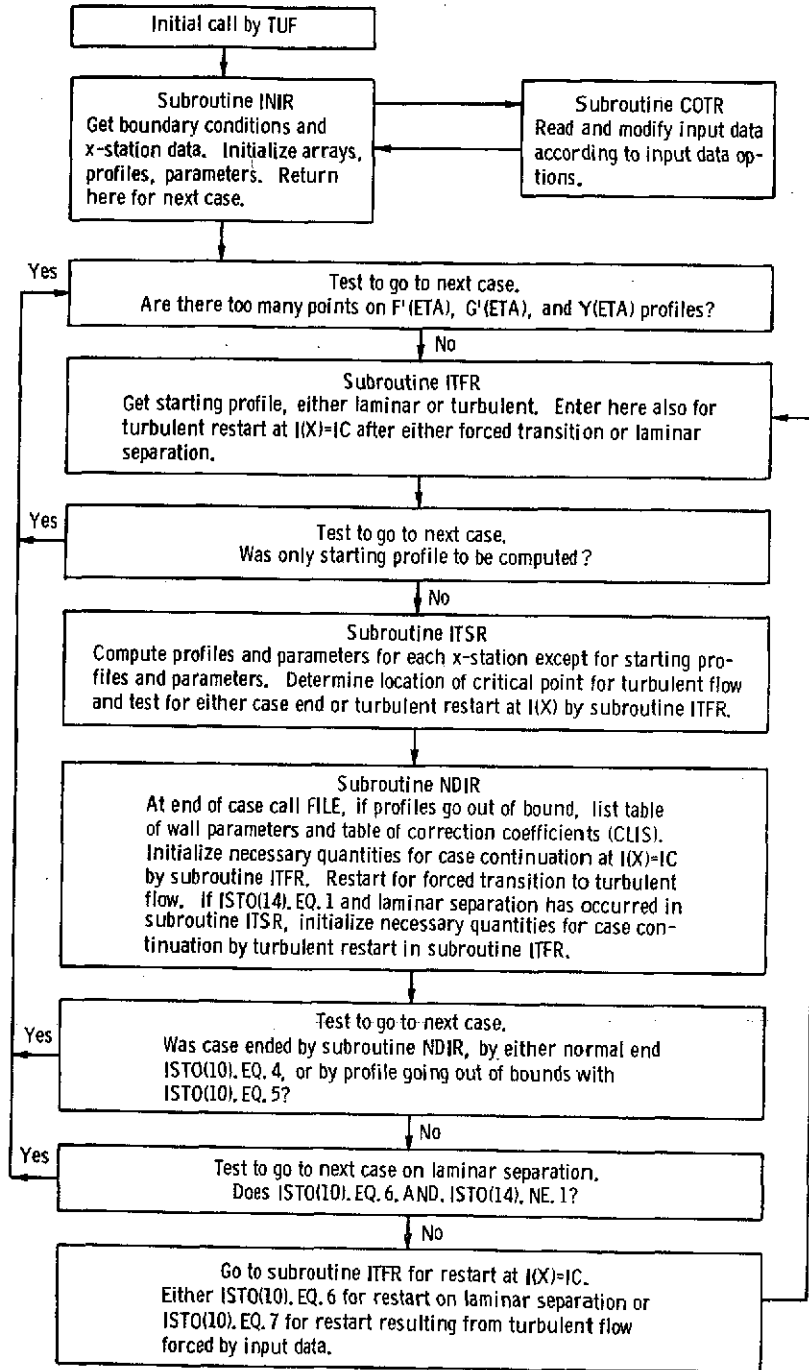 Initial call by TUF
Subroutine INIR
Get boundary conditions and
x-station data. Initialize arrays,
profiles, parameters. Return
here for next case.
Subroutine COTR
Read and modify input data
according to input data op-
tions.
Yes
Test to go to next case.
Are there too many points on F'(ETA), G'(ETA), and Y(ETA) profiles?
No
Subroutine ITFR
Get starting profile, either laminar or turbulent. Enter here also for
turbulent restart at I(X)=IC after either forced transition or laminar
separation.
Yes
Test to go to next case.
Was only starting profile to be computed?
No
Subroutine ITSR
Compute profiles and parameters for each x-station except for starting pro-
files and parameters. Determine location of critical point for turbulent flow
and test for either case end or turbulent restart at I(X) by subroutine ITFR.
Subroutine NDIR
At end of case call FILE, if profiles go out of bound, list table
of wall parameters and table of correction coefficients (CLIS).
Initialize necessary quantities for case continuation at I(X)=IC
by subroutine ITFR. Restart for forced transition to turbulent
flow. If ISTO(14). EQ. 1 and laminar separation has occurred in
subroutine ITSR, initialize necessary quantities for case con-
tinuation by turbulent restart in subroutine ITFR.
Yes
Test to go to next case.
Was case ended by subroutine NDIR, by either normal end
ISTO(10). EQ. 4, or by profile going out of bounds with
ISTO(10). EQ. 5?
No
Yes
Test to go to next case on laminar separation.
Does ISTO(10). EQ. 6. AND. ISTO(14). NE. 1?
No
Go to subroutine ITFR for restart at I(X)=IC.
Either ISTO(10). EQ. 6 for restart on laminar separation or
ISTO(10). EQ. 7 for restart resulting from turbulent flow
forced by input data.